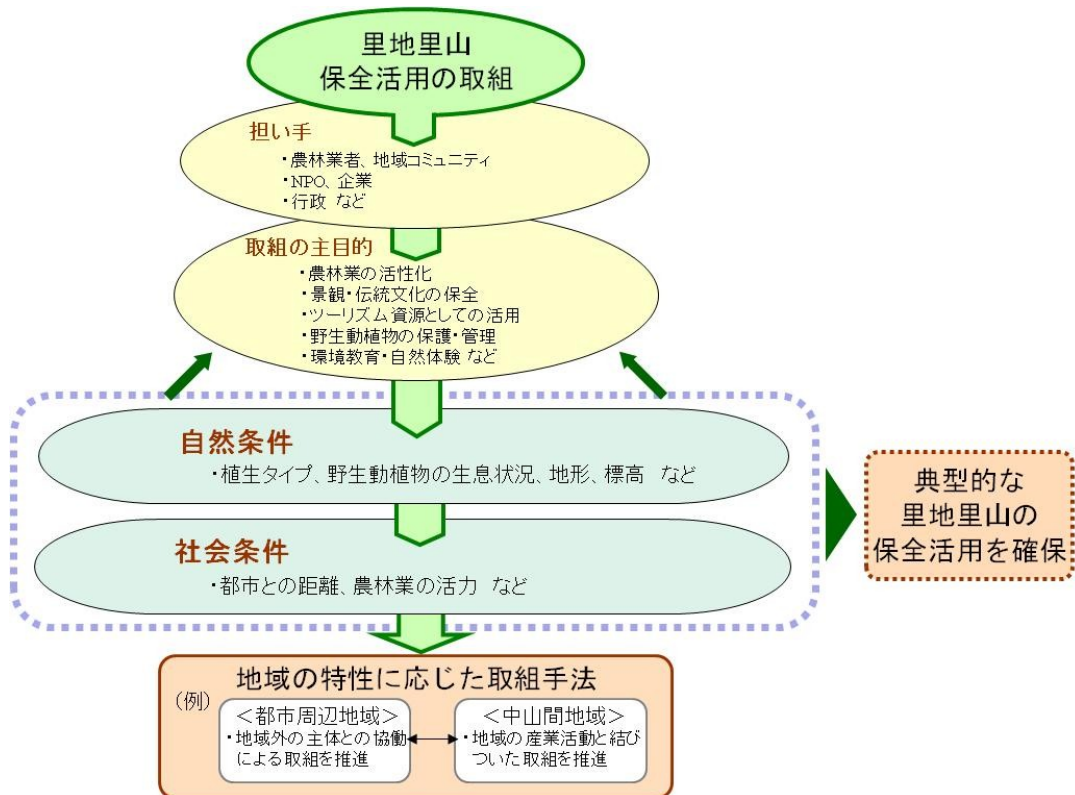 里地里山
保全活用の取組
担い手
・農林業者、地域コミュニティ
・NPO、企業
・行政 など
取組の主目的
・農林業の活性化
・景観・伝統文化の保全
・ツーリズム資源としての活用
・野生動植物の保護・管理
・環境教育・自然体験 など
自然条件
・植生タイプ、野生動植物の生息状況、地形、標高 など
社会条件
・都市との距離、農林業の活力 など
典型的な
里地里山の
保全活用を確保
地域の特性に応じた取組手法
(例)
＜都市周辺地域＞
・地域外の主体との協働
による取組を推進
＜中山間地域＞
・地域の産業活動と結び
ついた取組を推進